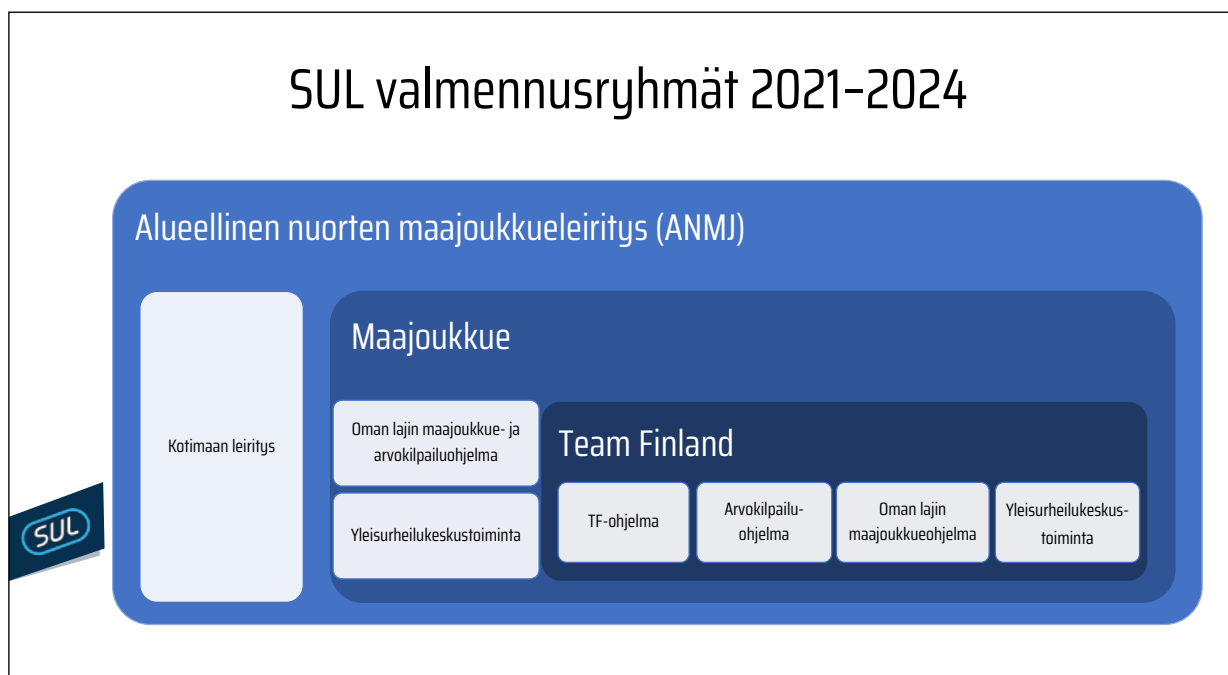 SUL valmennusryhmät 2021–2024
Alueellinen nuorten maajoukkueleiritys (ANMJ)
Kotimaan leiritys
Maajoukkue
Oman lajin maajoukkue- ja
arvokilpailuohjelma
Yleisurheilukeskustoiminta
Team Finland
TF-ohjelma
Arvokilpailu-
ohjelma
Oman lajin
maajoukkueohjelma
Yleisurheilukeskus-
toiminta
SUL